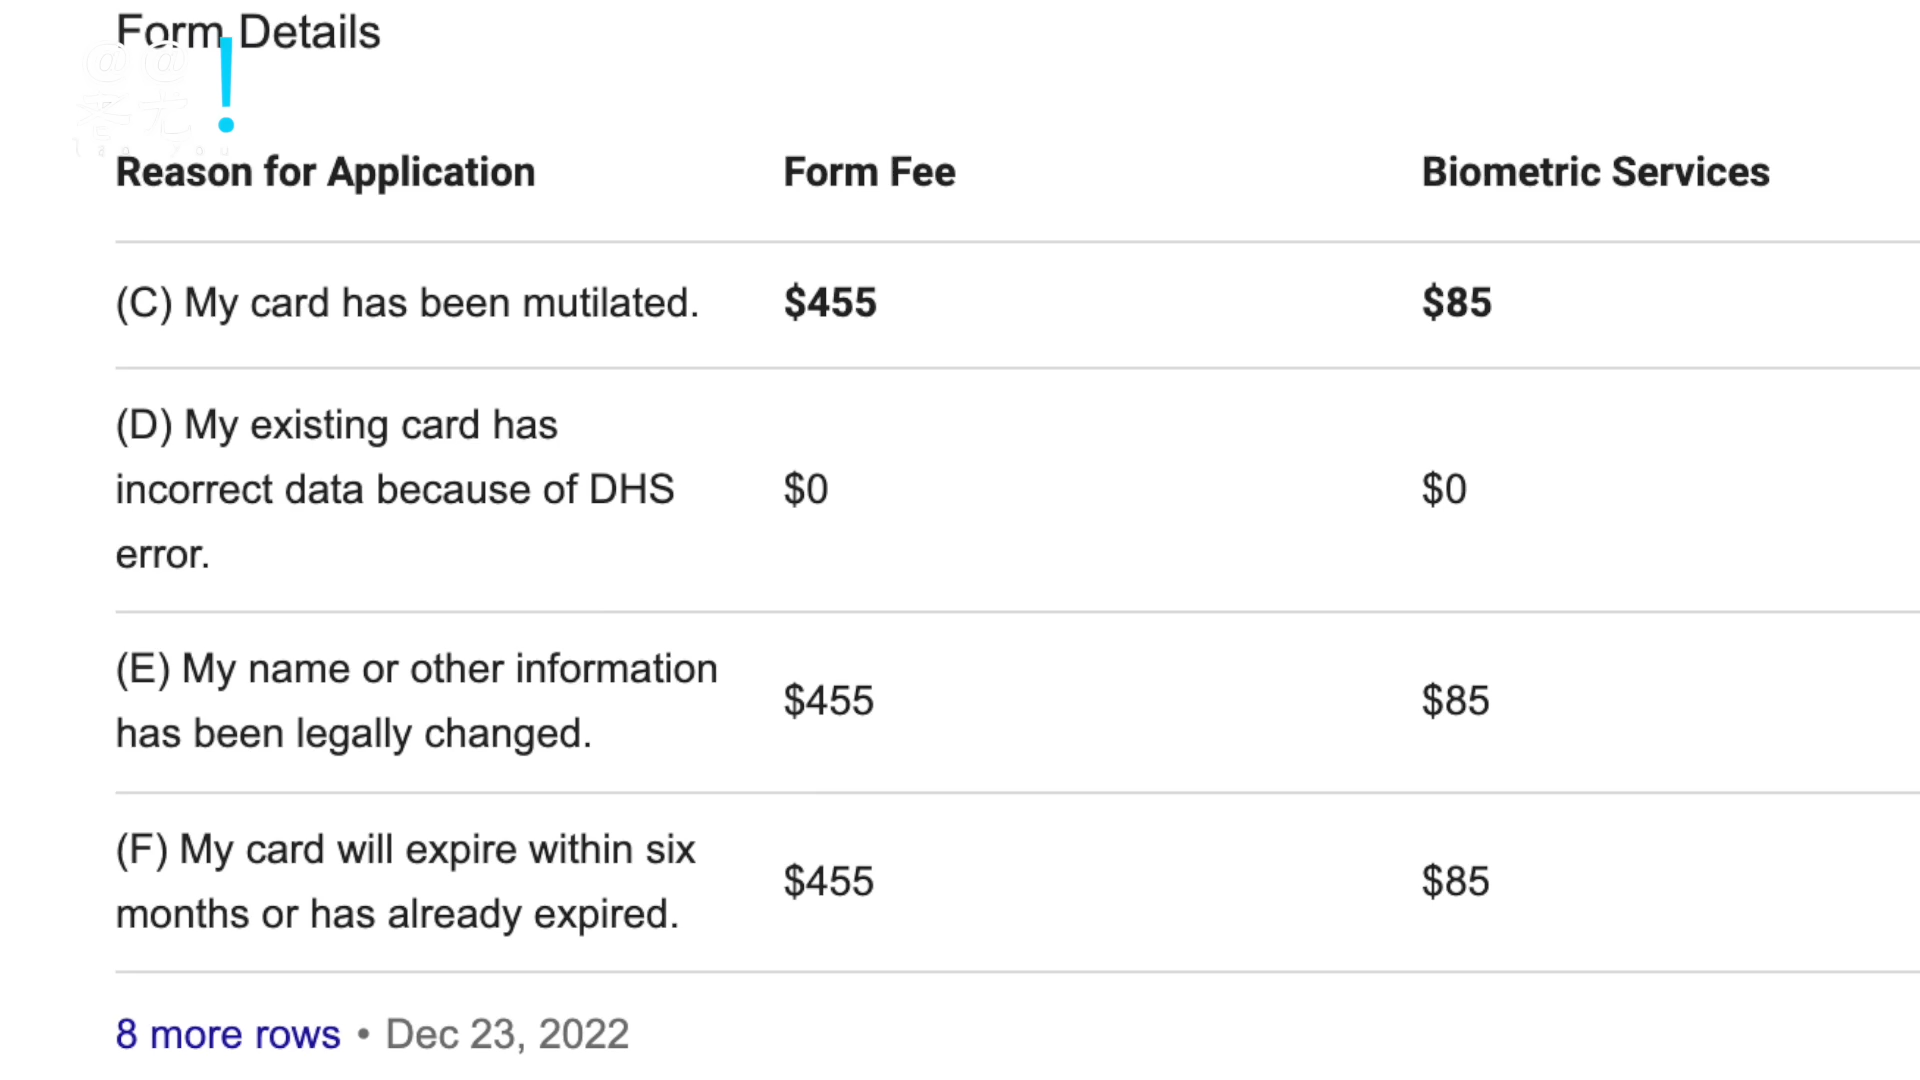 Form Details
!
Reason for Application Form Fee Biometric Services
(C) My card has been mutilated. $455 $85
(D) My existing card has
incorrect data because of DHS $0 $0
error.
(E) My name or other information
$455 $85
has been legally changed.
(F) My card will expire within six
$455 $85
months or has already expired.
8 more rows • Dec 23, 2022